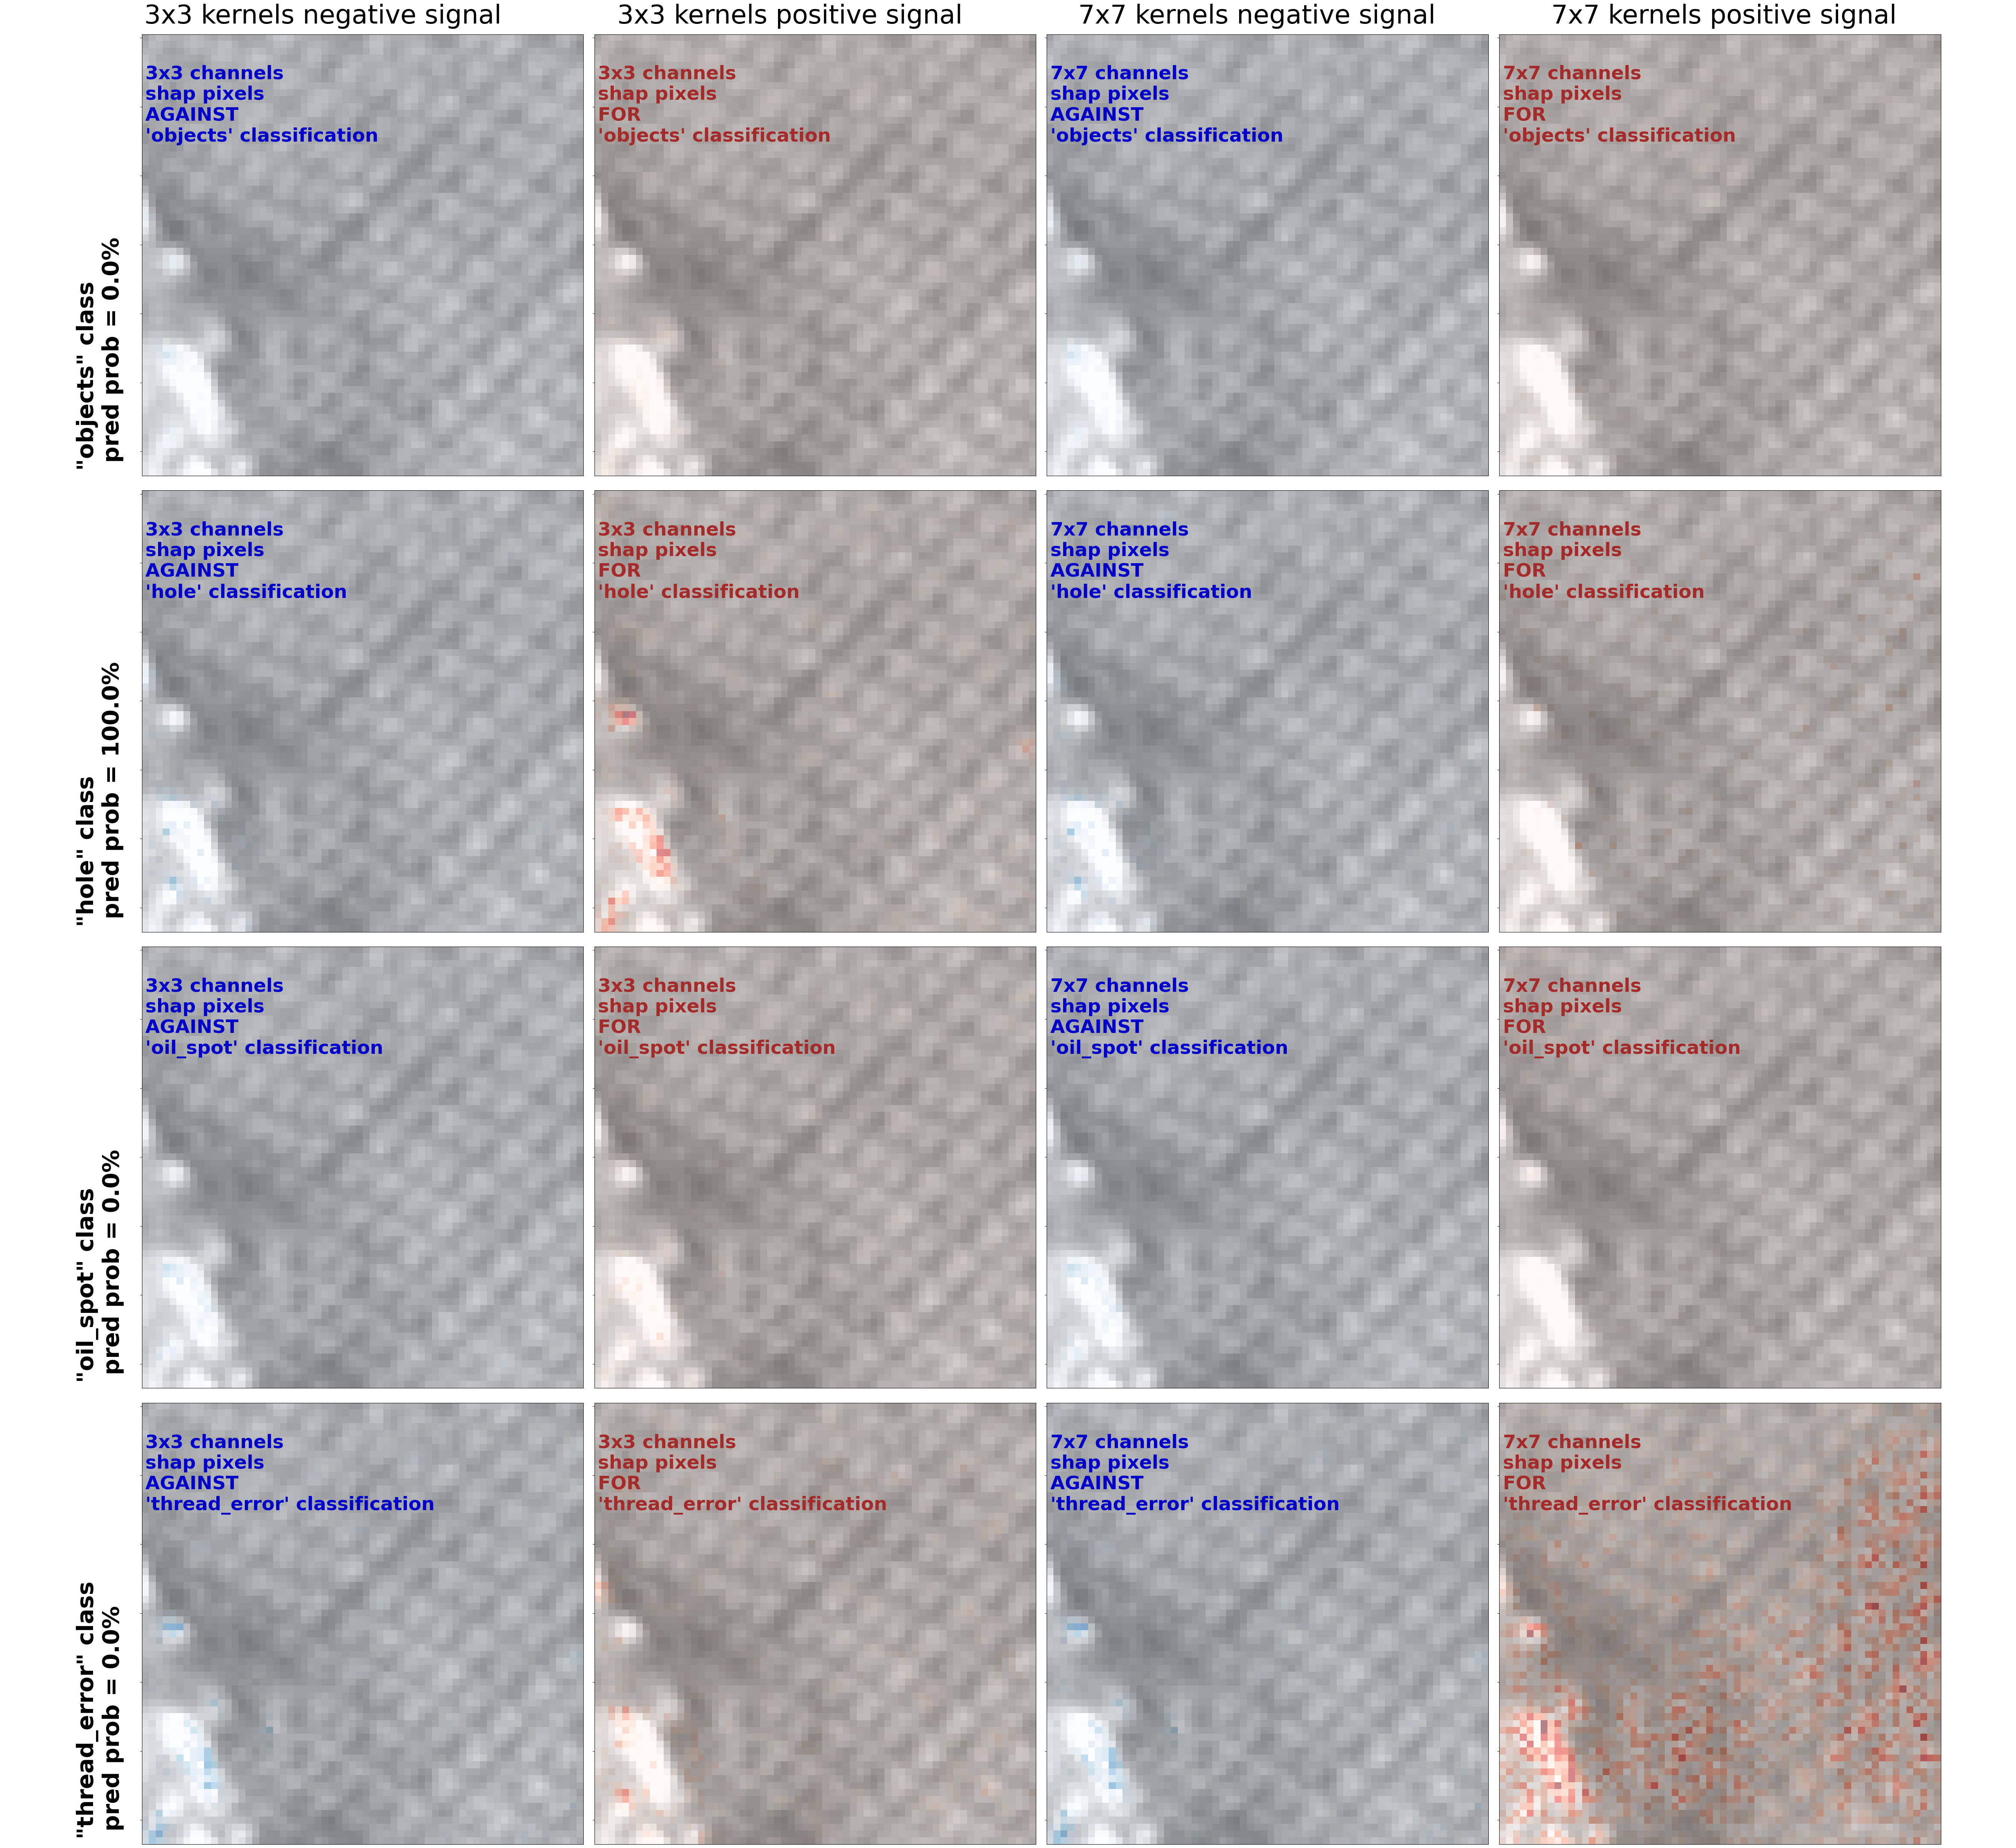 3x3 kernels negative signal
3x3 kernels positive signal
7x7 kernels negative signal
7x7 kernels positive signal
"objects" class
pred prob = 0.0%
3x3 channels
shap pixels
AGAINST
'objects' classification
3x3 channels
shap pixels
FOR
'objects' classification
7x7 channels
shap pixels
AGAINST
'objects' classification
7x7 channels
shap pixels
FOR
'objects' classification
"hole" class
pred prob = 100.0%
3x3 channels
shap pixels
AGAINST
'hole' classification
3x3 channels
shap pixels
FOR
'hole' classification
7x7 channels
shap pixels
AGAINST
'hole' classification
7x7 channels
shap pixels
FOR
'hole' classification
"oil_spot" class
pred prob = 0.0%
3x3 channels
shap pixels
AGAINST
'oil_spot' classification
3x3 channels
shap pixels
FOR
'oil_spot' classification
7x7 channels
shap pixels
AGAINST
'oil_spot' classification
7x7 channels
shap pixels
FOR
'oil_spot' classification
"thread_error" class
pred prob = 0.0%
3x3 channels
shap pixels
AGAINST
'thread_error' classification
3x3 channels
shap pixels
FOR
'thread_error' classification
7x7 channels
shap pixels
AGAINST
'thread_error' classification
7x7 channels
shap pixels
FOR
'thread_error' classification